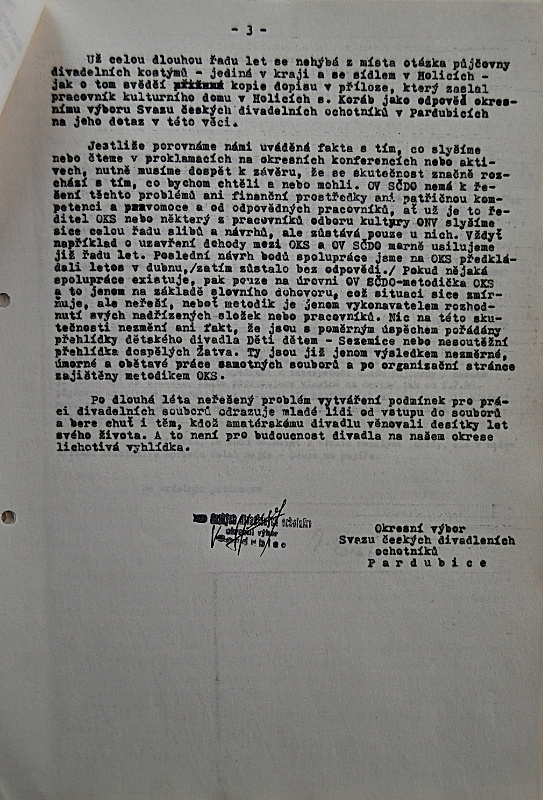 - 3 -
Už celou dlouhou řadu let se nehýbá z místa otázka půjčovny
divadelních kostýmů - jediná v kraji a se sídlem v Holicích -
jak o tom svědčí kopie dopisu v příloze, který zaslal
pracovník kulturního domu v Holicích s. Koráb jako odpověď okres-
nímu výboru Svazu českých divadelních ochotníků v Pardubicích
na jeho dotaz v této věci.
Jestliže porovnáme námi uváděná fakta s tím, co slyšíme
nebo čteme v proklamacích na okresních konferencích nebo akti-
vech, nutně musíme dospět k závěru, že se skutečnost značně roz-
chází s tím, co bychom chtěli a nebo mohli. OV SČDO nemá k ře-
šení těchto problémů ani finanční prostředky ani patřičnou kom-
petenci a pravomoce a od odpovědných pracovníků, ať už je to ře-
ditel OKS nebo některý z pracovníků odboru kultury ONV slyšíme
sice celou řadu slibů a návrhů, ale zůstává pouze u nich. Vždyť
například o uzavření dohody mezi OKS a OV SČDO marně usilujeme
již řadu let. Poslední návrh bodů spolupráce jsme na OKS předklá-
dali letos v dubnu,/zatím zůstalo bez odpovědi./ Pokud nějaká
spolupráce existuje, pak pouze na úrovni OV SČDO-metodička OKS
a to jenom na základě slovního dohovoru, což situaci sice zmír-
ňuje, ale neřeší, neboť metodik je jenom vykonavatelem rozhod-
nutí svých nadřízených složek nebo pracovníků. Nic na této sku-
tečnosti nezmění ani fakt, že jsou s poměrným úspěchem pořádány
přehlídky dětského divadla Děti dětem - Sezemice nebo nesoutěžní
přehlídka dospělých Žatva. Ty jsou již jenom výsledkem nezměrné,
úmorné a obětavé práce samotných souborů a po organizační stránce
zajištěny metodikem OKS.
Po dlouhá léta neřešený problém vytváření podmínek pro prá-
ci divadelních souborů odrazuje mladé lidi od vstupu do souborů
a bere chuť i těm, kdož amatérskému divadlu věnovali desítky let
svého života. A to není pro budoucnost divadla na našem okrese
lichotivá vyhlídka.
okresní výbor
Okresní výbor
Svazu českých divadleních
ochotníků
P a r d u b i c e